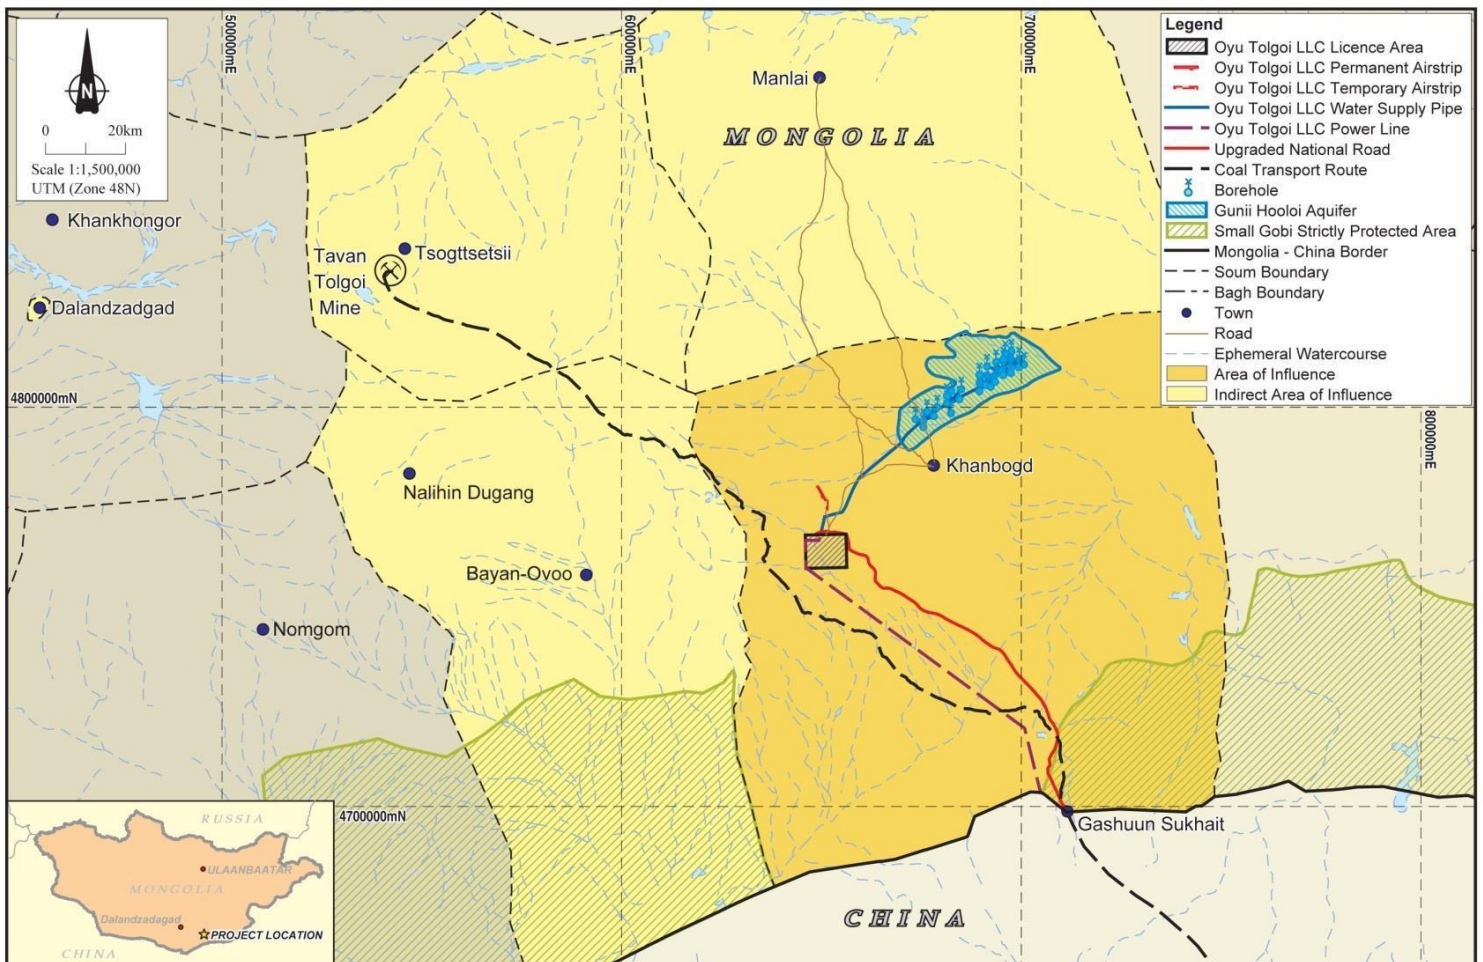 500000mE
600000mE
700000mE
N
0 20km
Scale 1:1,500,000
UTM (Zone 48N)
Legend
Oyu Tolgoi LLC Licence Area
Oyu Tolgoi LLC Permanent Airstrip
Oyu Tolgoi LLC Temporary Airstrip
Oyu Tolgoi LLC Water Supply Pipe
Oyu Tolgoi LLC Power Line
Upgraded National Road
Coal Transport Route
Borehole
Gunii Hooloi Aquifer
Small Gobi Strictly Protected Area
Mongolia - China Border
Soum Boundary
Bagh Boundary
Town
Road
Ephemeral Watercourse
Area of Influence
Indirect Area of Influence
Manlai
MONGOLIA
Khankhongor
Tsogttsetsii
Tavan
Tolgoi
Mine
Dalandzadgad
4800000mN
800000mE
Khanbogd
Nalihin Dugang
Bayan-Ovoo
Nomgom
4700000mN
Gashuun Sukhait
CHINA
RUSSIA
ULAANBAATAR
MONGOLIA
Dalandzadagad
PROJECT LOCATION
CHINA